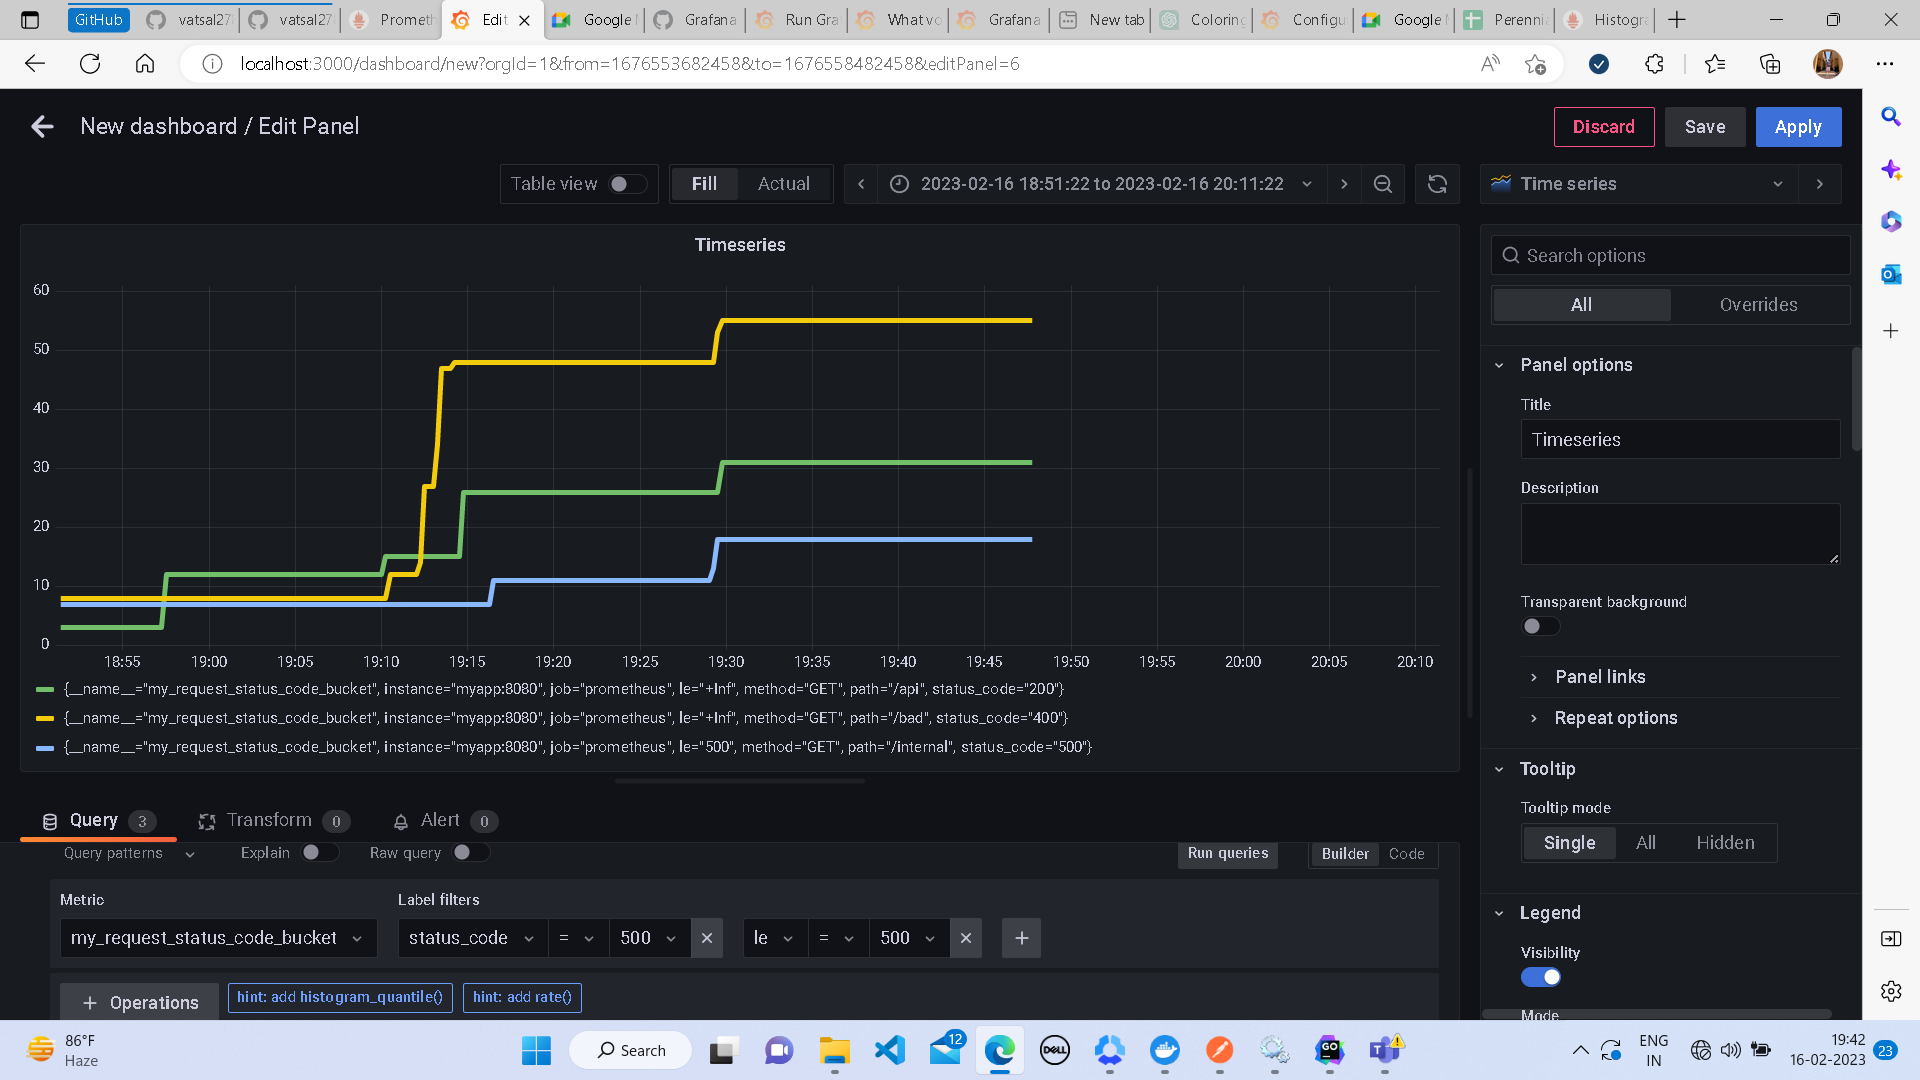 GitHub
vatsal27
vatsal27
Prometh
Edit
Google M
Grafana
Run Gra
What vo
Grafana
New tab
Coloring
Configu
Google M
Perennia
Histogra
localhost:3000/dashboard/new?orgId=1&from=1676553682458&to=1676558482458&editPanel=6
New dashboard / Edit Panel
Discard
Save
Apply
Table view
Fill
Actual
2023-02-16 18:51:22 to 2023-02-16 20:11:22
Time series
Timeseries
60
50
40
30
20
10
0
18:55 19:00 19:05 19:10 19:15 19:20 19:25 19:30 19:35 19:40 19:45 19:50 19:55 20:00 20:05 20:10
{__name__="my_request_status_code_bucket", instance="myapp:8080", job="prometheus", le="+Inf", method="GET", path="/api", status_code="200"}
{__name__="my_request_status_code_bucket", instance="myapp:8080", job="prometheus", le="+Inf", method="GET", path="/bad", status_code="400"}
{__name__="my_request_status_code_bucket", instance="myapp:8080", job="prometheus", le="500", method="GET", path="/internal", status_code="500"}
Search options
All
Overrides
Panel options
Title
Timeseries
Description
Transparent background
Panel links
Repeat options
Tooltip
Tooltip mode
Single All Hidden
Legend
Visibility
Mode
Query 3
Transform 0
Alert 0
Query patterns
Explain
Raw query
Run queries
Builder Code
Metric
Label filters
my_request_status_code_bucket
status_code = 500
le = 500
+ Operations
hint: add histogram_quantile()
hint: add rate()
86°F
Haze
Search
12
DELL
GO
ENG
IN
19:42
16-02-2023
23